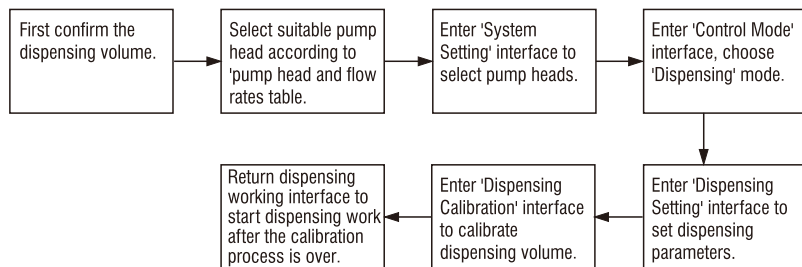 First confirm the
dispensing volume.
Select suitable pump
head according to
'pump head and flow
rates table.
Enter 'System
Setting' interface to
select pump heads.
Enter 'Control Mode'
interface, choose
'Dispensing' mode.
Enter 'Dispensing
Setting' interface to
set dispensing
parameters.
Enter 'Dispensing
Calibration' interface
to calibrate
dispensing volume.
Return dispensing
working interface to
start dispensing work
after the calibration
process is over.